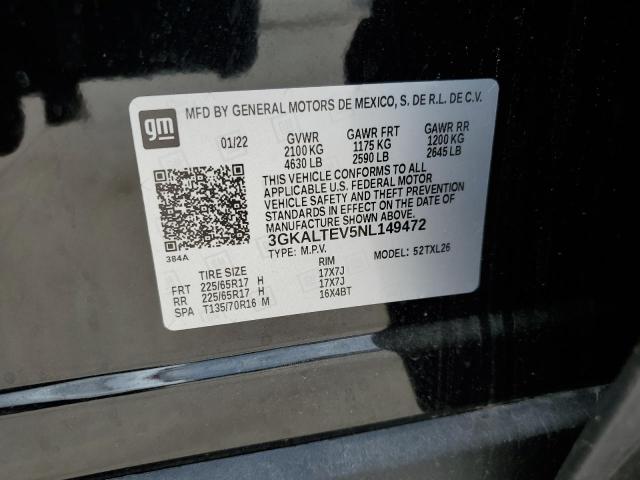 gm
MFD BY GENERAL MOTORS DE MEXICO, S. DE R.L. DE C.V.
01/22 GVWR GAWR FRT GAWR RR
2100 KG 1175 KG 1200 KG
4630 LB 2590 LB 2645 LB
THIS VEHICLE CONFORMS TO ALL
APPLICABLE U.S. FEDERAL MOTOR
VEHICLE SAFETY AND THEFT PREVENTION
STANDARDS IN EFFECT ON THE DATE OF
MANUFACTURE SHOWN ABOVE.
3GKALTEV5NL149472
384A
TYPE: M.P.V. MODEL: 52TXL26
TIRE SIZE RIM
FRT 225/65R17 H 17X7J
RR 225/65R17 H 17X7J
SPA T135/70R16 M 16X4BT